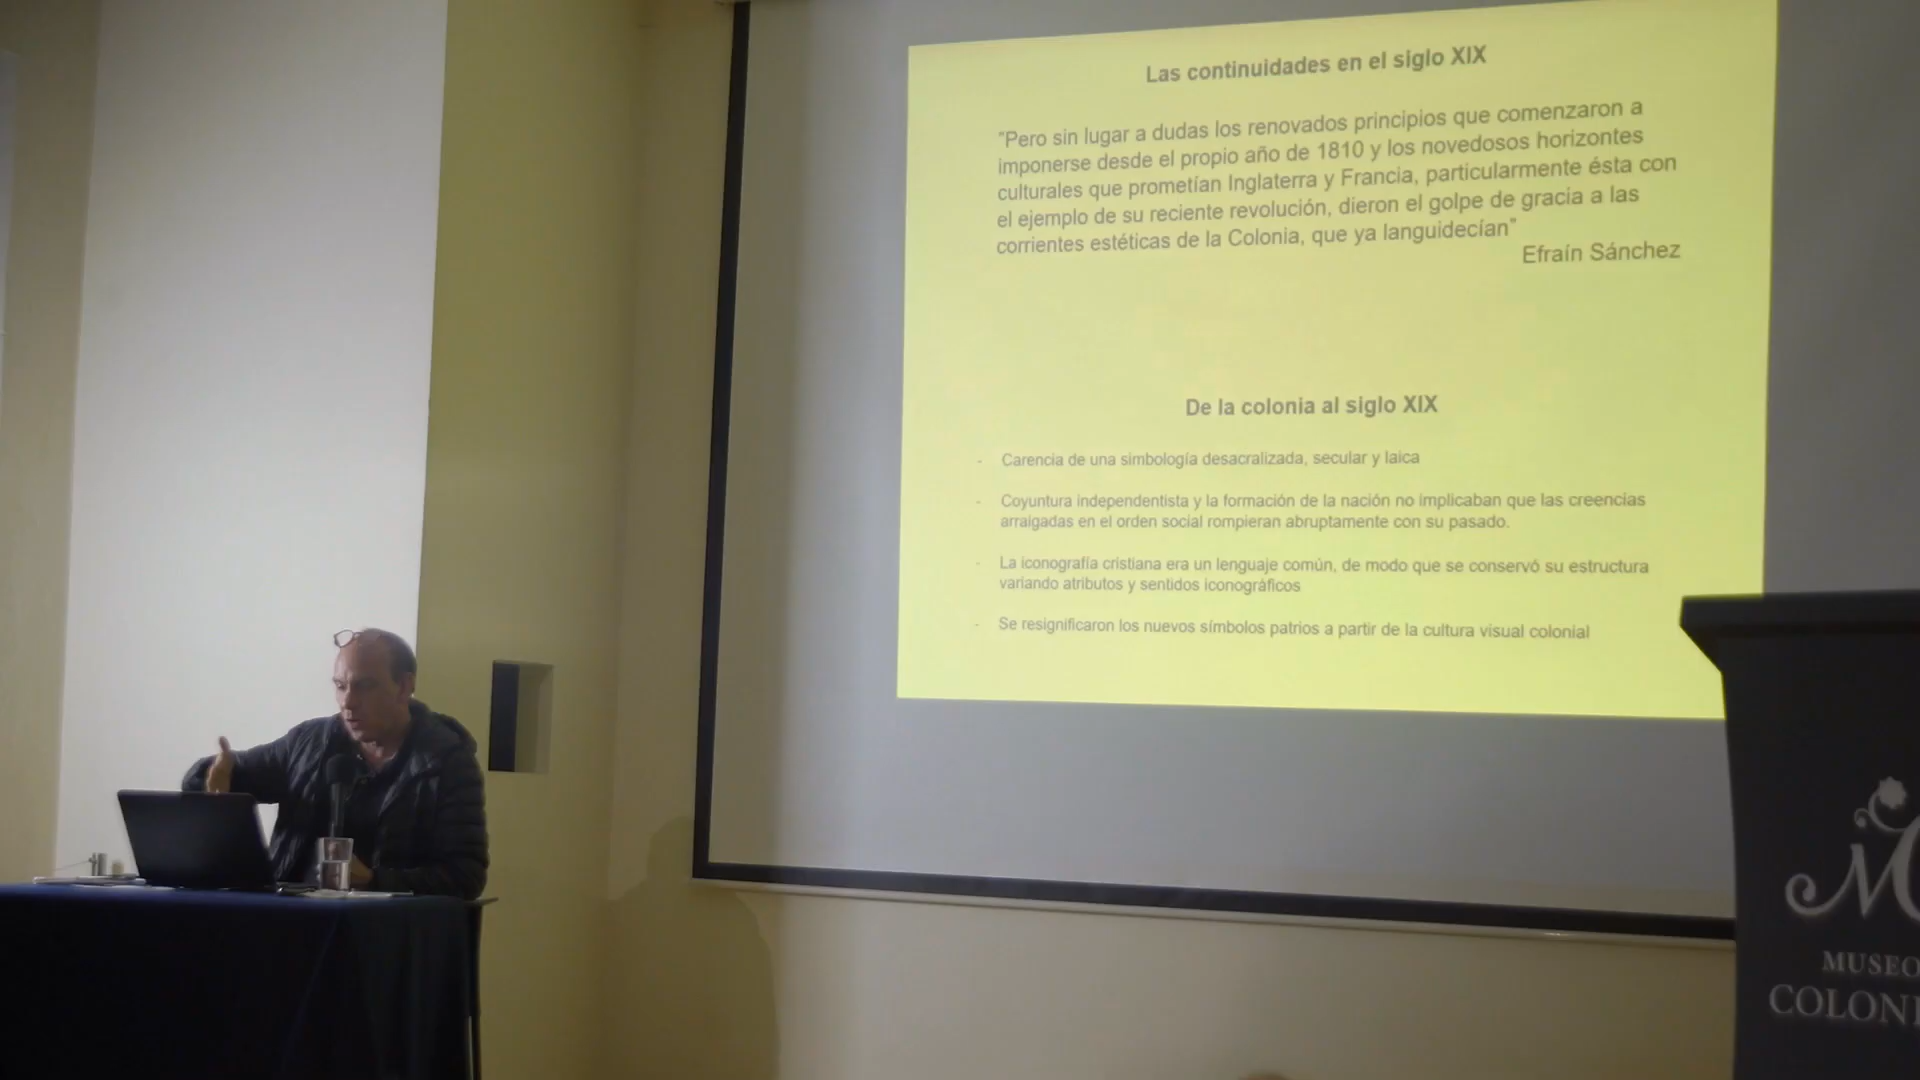 Las continuidades en el siglo XIX
"Pero sin lugar a dudas los renovados principios que comenzaron a
imponerse desde el propio año de 1810 y los novedosos horizontes
culturales que prometían Inglaterra y Francia, particularmente ésta con
el ejemplo de su reciente revolución, dieron el golpe de gracia a las
corrientes estéticas de la Colonia, que ya languidecían"
Efraín Sánchez
De la colonia al siglo XIX
- Carencia de una simbología desacralizada, secular y laica
- Coyuntura independentista y la formación de la nación no implicaban que las creencias
arraigadas en el orden social rompieran abruptamente con su pasado.
- La iconografía cristiana era un lenguaje común, de modo que se conservó su estructura
variando atributos y sentidos iconográficos
- Se resignificaron los nuevos símbolos patrios a partir de la cultura visual colonial
MUSEO
COLONI